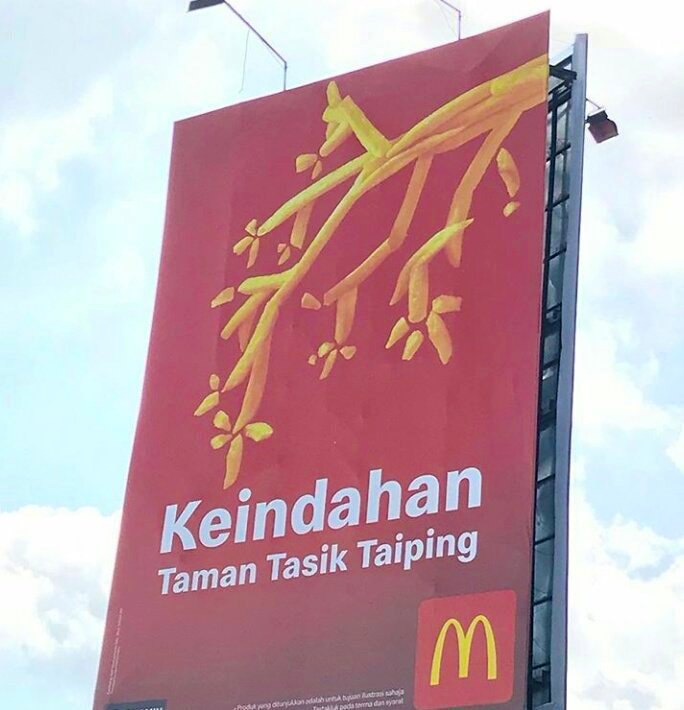 Keindahan
Taman Tasik Taiping
Produk yang ditunjukkan adalah untuk tujuan ilustrasi sahaja
Tertakluk pada terma dan syarat